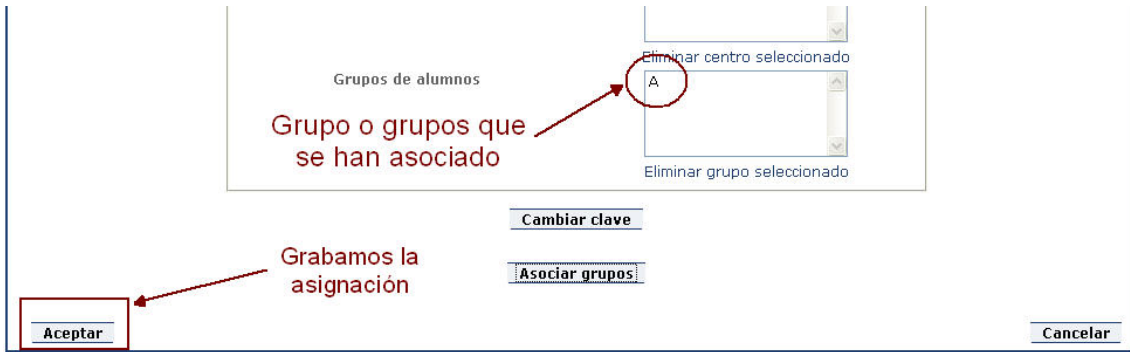 Eliminar centro seleccionado
Grupos de alumnos
A
Grupo o grupos que
se han asociado
Eliminar grupo seleccionado
Cambiar clave
Grabamos la
asignación
Asociar grupos
Aceptar
Cancelar